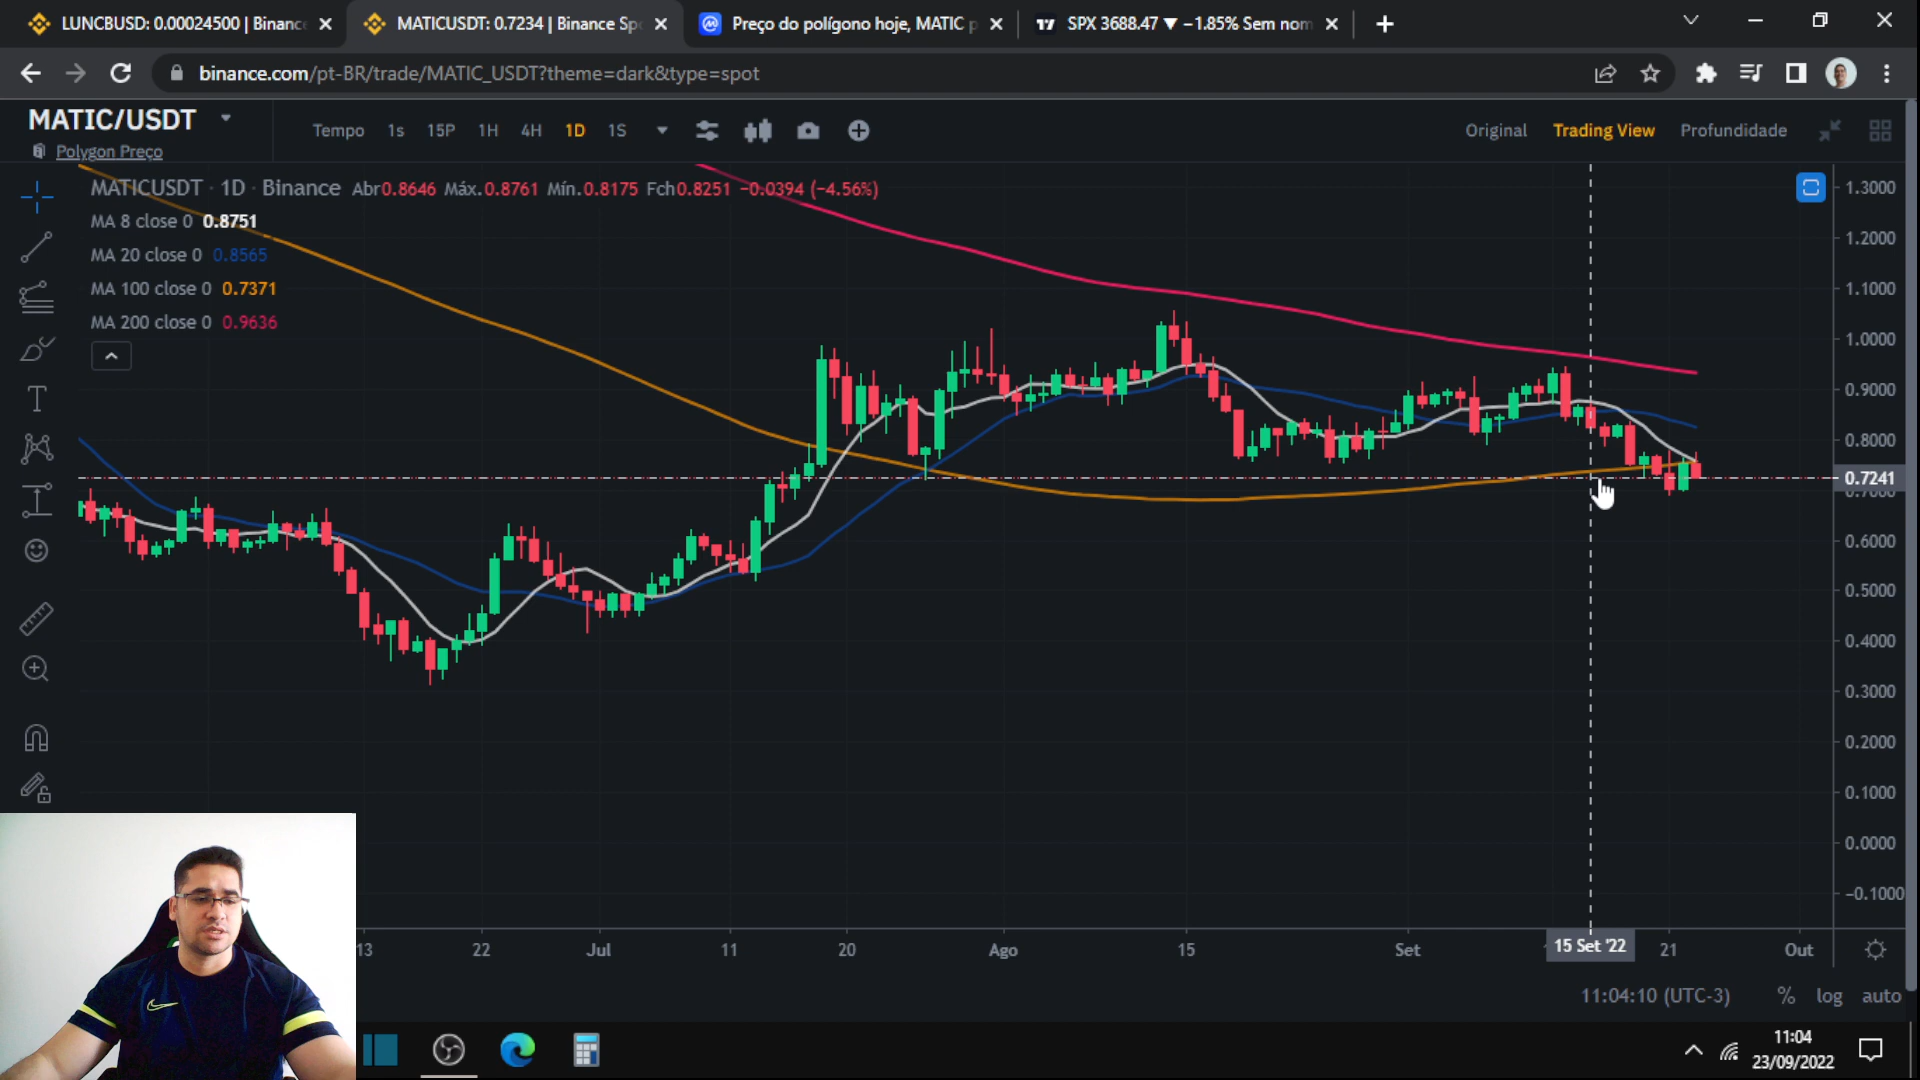 LUNCBUSD: 0.00024500 | Binanc
MATICUSDT: 0.7234 | Binance Sp
Preço do polígono hoje, MATIC p
SPX 3688.47 ▼ −1.85% Sem nom
binance.com/pt-BR/trade/MATIC_USDT?theme=dark&type=spot
MATIC/USDT
Polygon Preço
Tempo 1s 15P 1H 4H 1D 1S
Original Trading View Profundidade
MATICUSDT · 1D · Binance Abr0.8646 Máx.0.8761 Mín.0.8175 Fch0.8251 −0.0394 (−4.56%)
MA 8 close 0 0.8751
MA 20 close 0 0.8565
MA 100 close 0 0.7371
MA 200 close 0 0.9636
1.3000
1.2000
1.1000
1.0000
0.9000
0.8000
0.7241
0.7000
0.6000
0.5000
0.4000
0.3000
0.2000
0.1000
0.0000
−0.1000
13 22 Jul 11 20 Ago 15 Set 15 Set '22 21 Out
11:04:10 (UTC-3) % log auto
11:04
23/09/2022